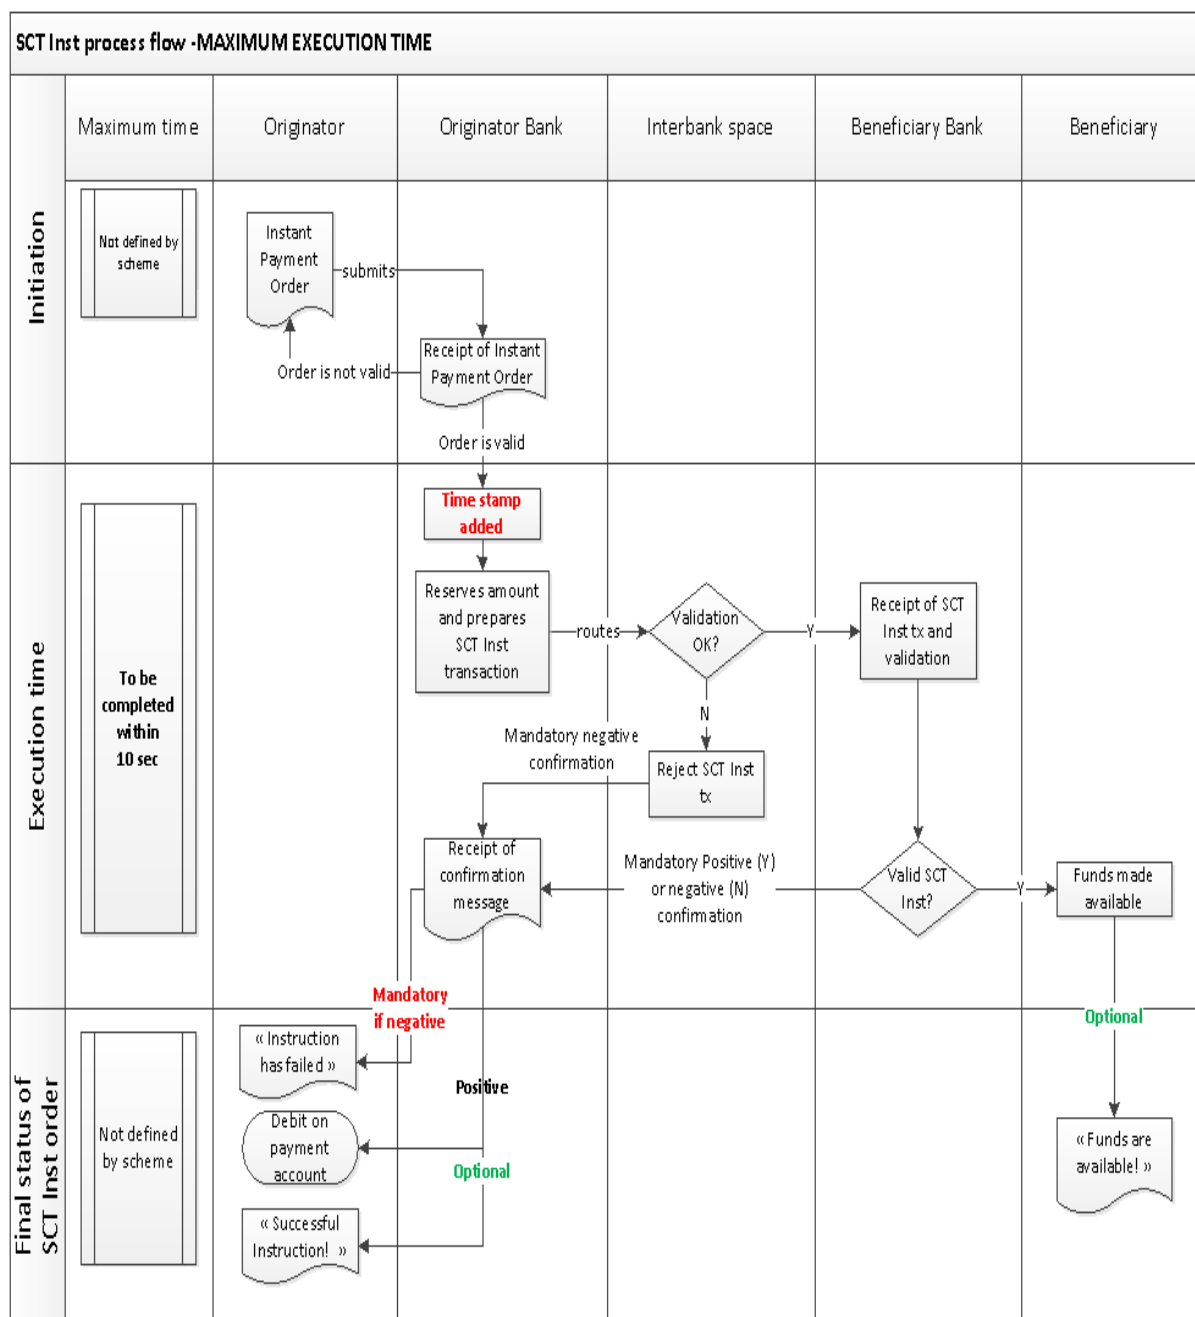 SCT Inst process flow -MAXIMUM EXECUTION TIME
Maximum time
Originator
Originator Bank
Interbank space
Beneficiary Bank
Beneficiary
Initiation
Not defined by
scheme
Instant
Payment
Order
submits
Receipt of Instant
Payment Order
Order is not valid
Order is valid
Execution time
To be
completed
within
10 sec
Time stamp
added
Reserves amount
and prepares
SCT Inst
transaction
routes
Validation
OK?
Y
Receipt of SCT
Inst tx and
validation
N
Mandatory negative
confirmation
Reject SCT Inst
tx
Receipt of
confirmation
message
Mandatory Positive (Y)
or negative (N)
confirmation
Valid SCT
Inst?
Y
Funds made
available
Mandatory
if negative
Optional
Final status of
SCT Inst order
Not defined
by scheme
« Instruction
has failed »
Positive
Debit on
payment
account
Optional
« Successful
Instruction! »
« Funds are
available! »